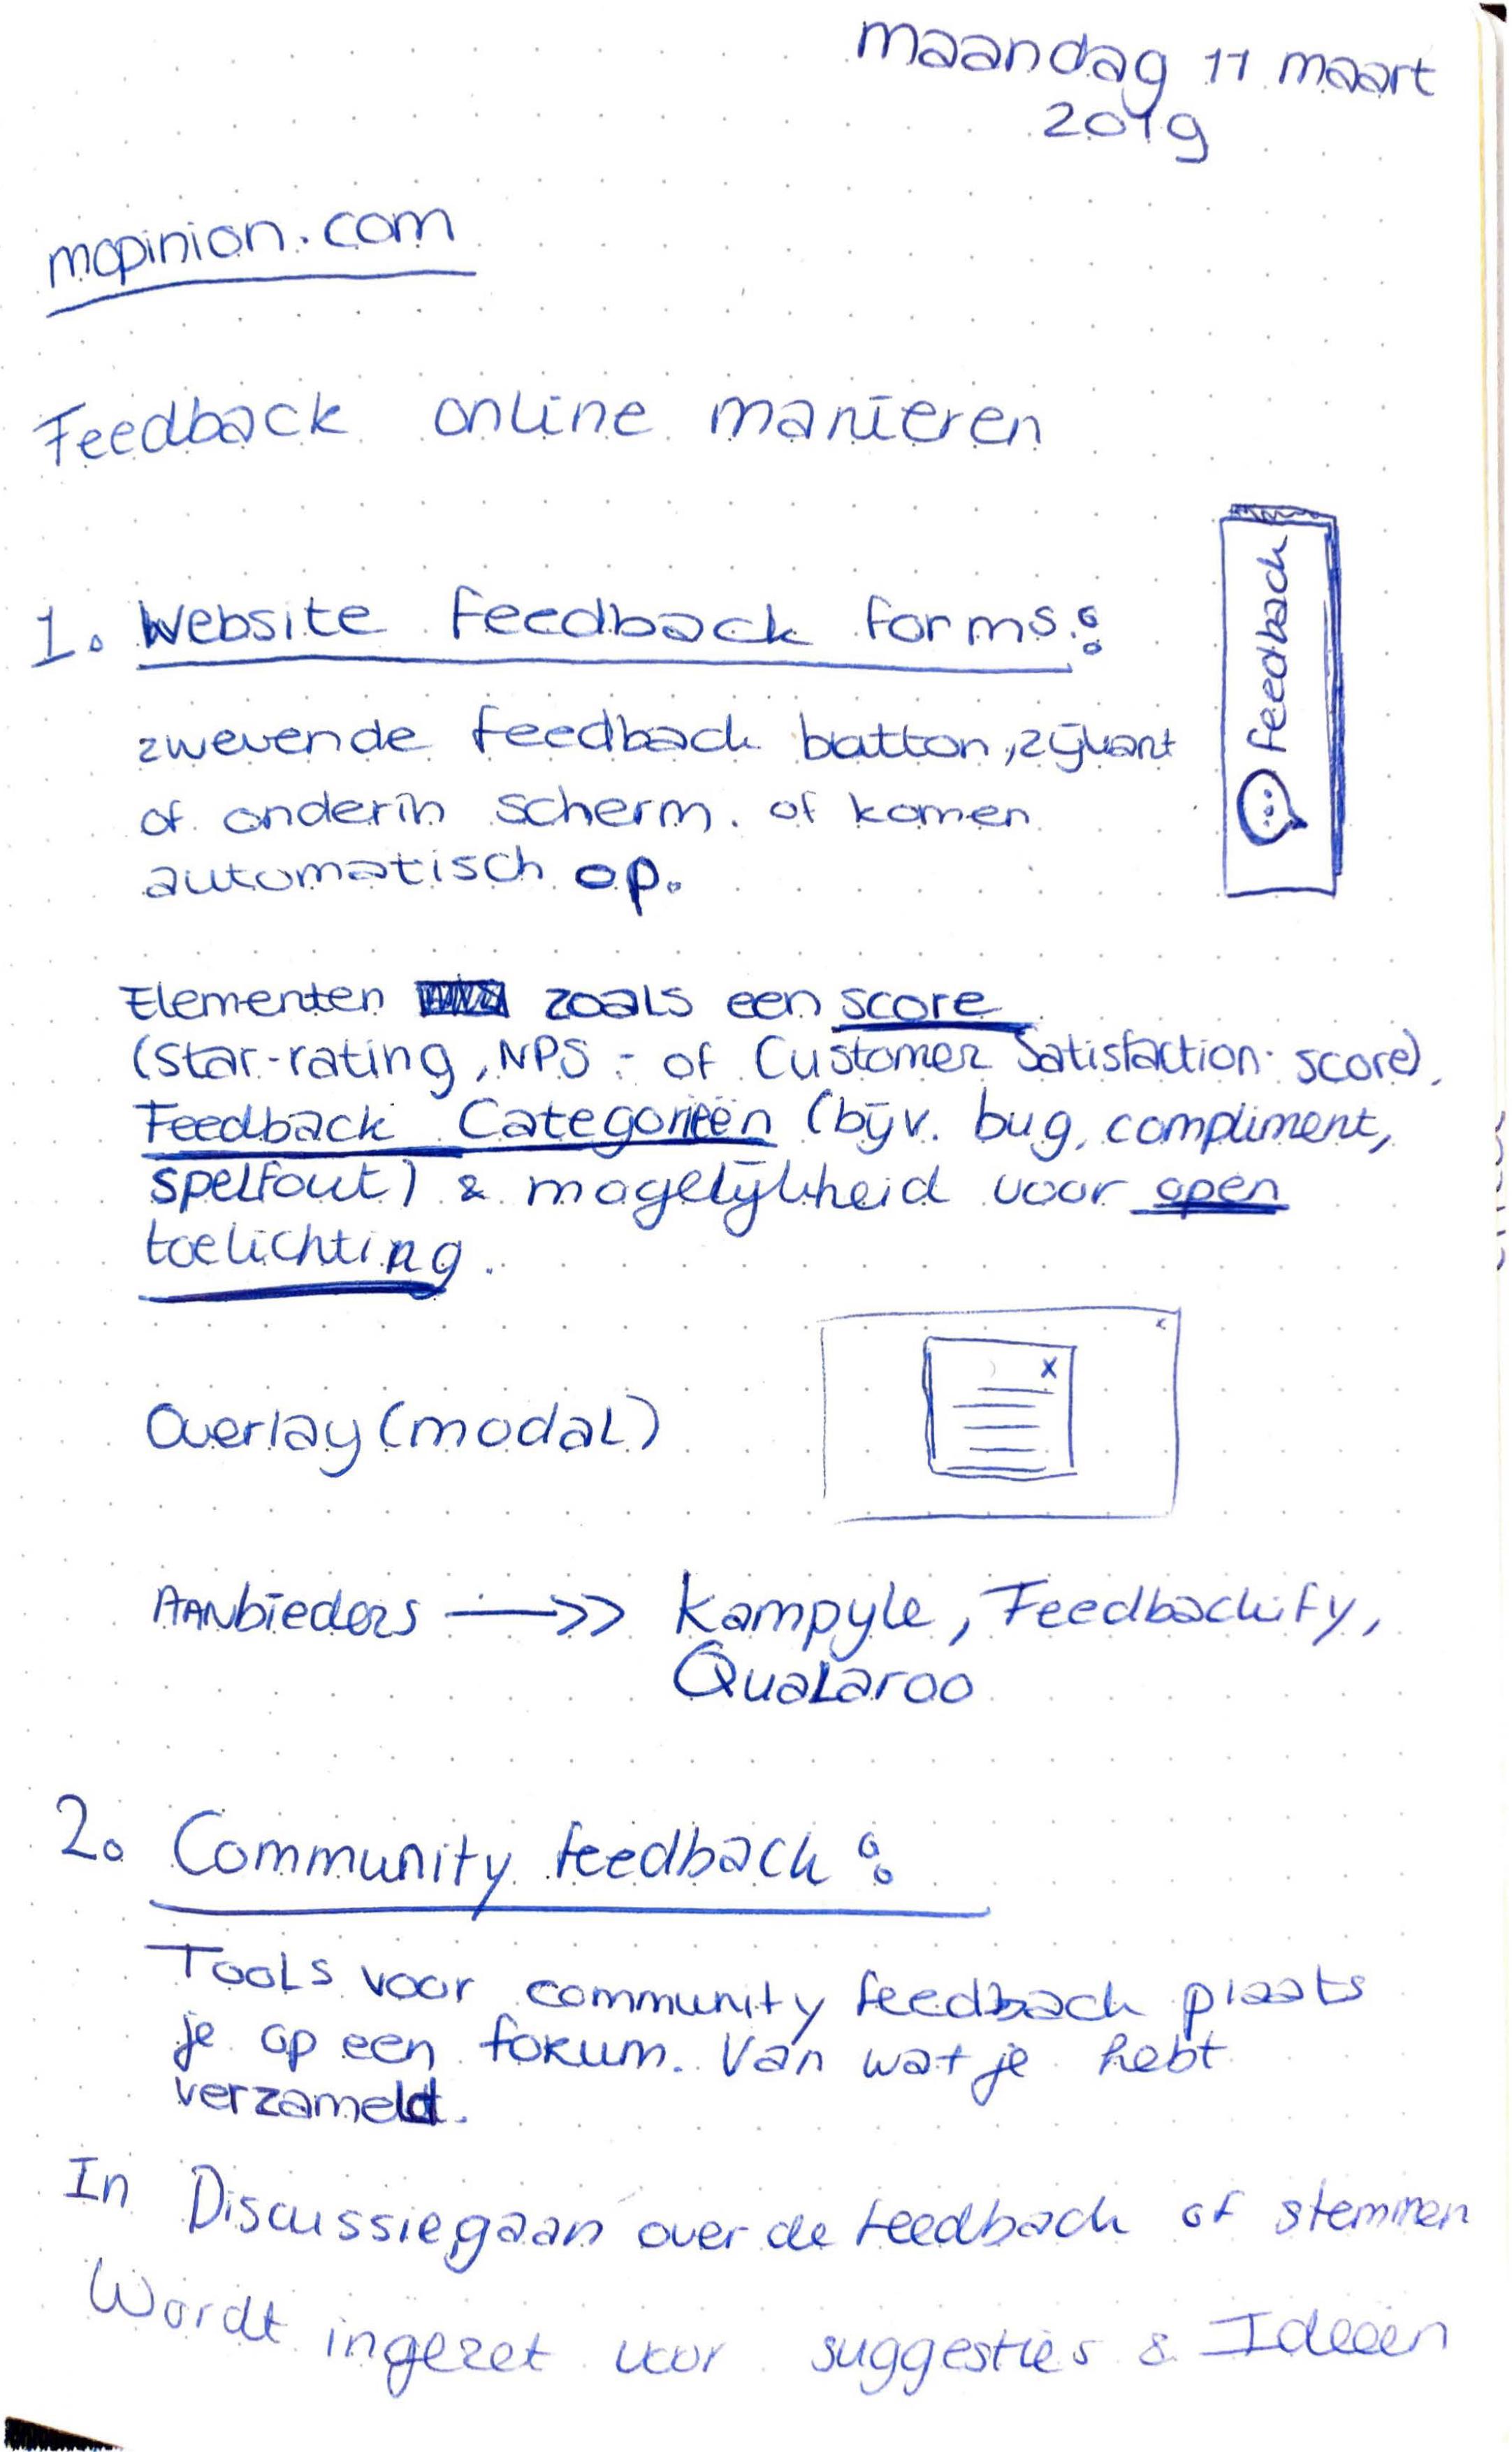 maandag 11 maart
2019
mopinion.com
Feedback online manieren
1. Website feedback forms:
feedback
zwevende feedback button, zijkant
of onderin scherm. of komen
automatisch op.
Elementen zoals een score
(star-rating, NPS - of Customer Satisfaction score),
Feedback Categorieën (bijv. bug, compliment,
spelfout) & mogelijkheid voor open
toelichting.
x
Overlay (modal)
Aanbieders →> Kampyle, Feedbackify,
Qualaroo
2. Community feedback:
Tools voor community feedback plaats
je op een forum. Van wat je hebt
verzameld.
In Discussie gaan over de feedback of stemmen
Wordt ingezet voor suggesties & Ideeën